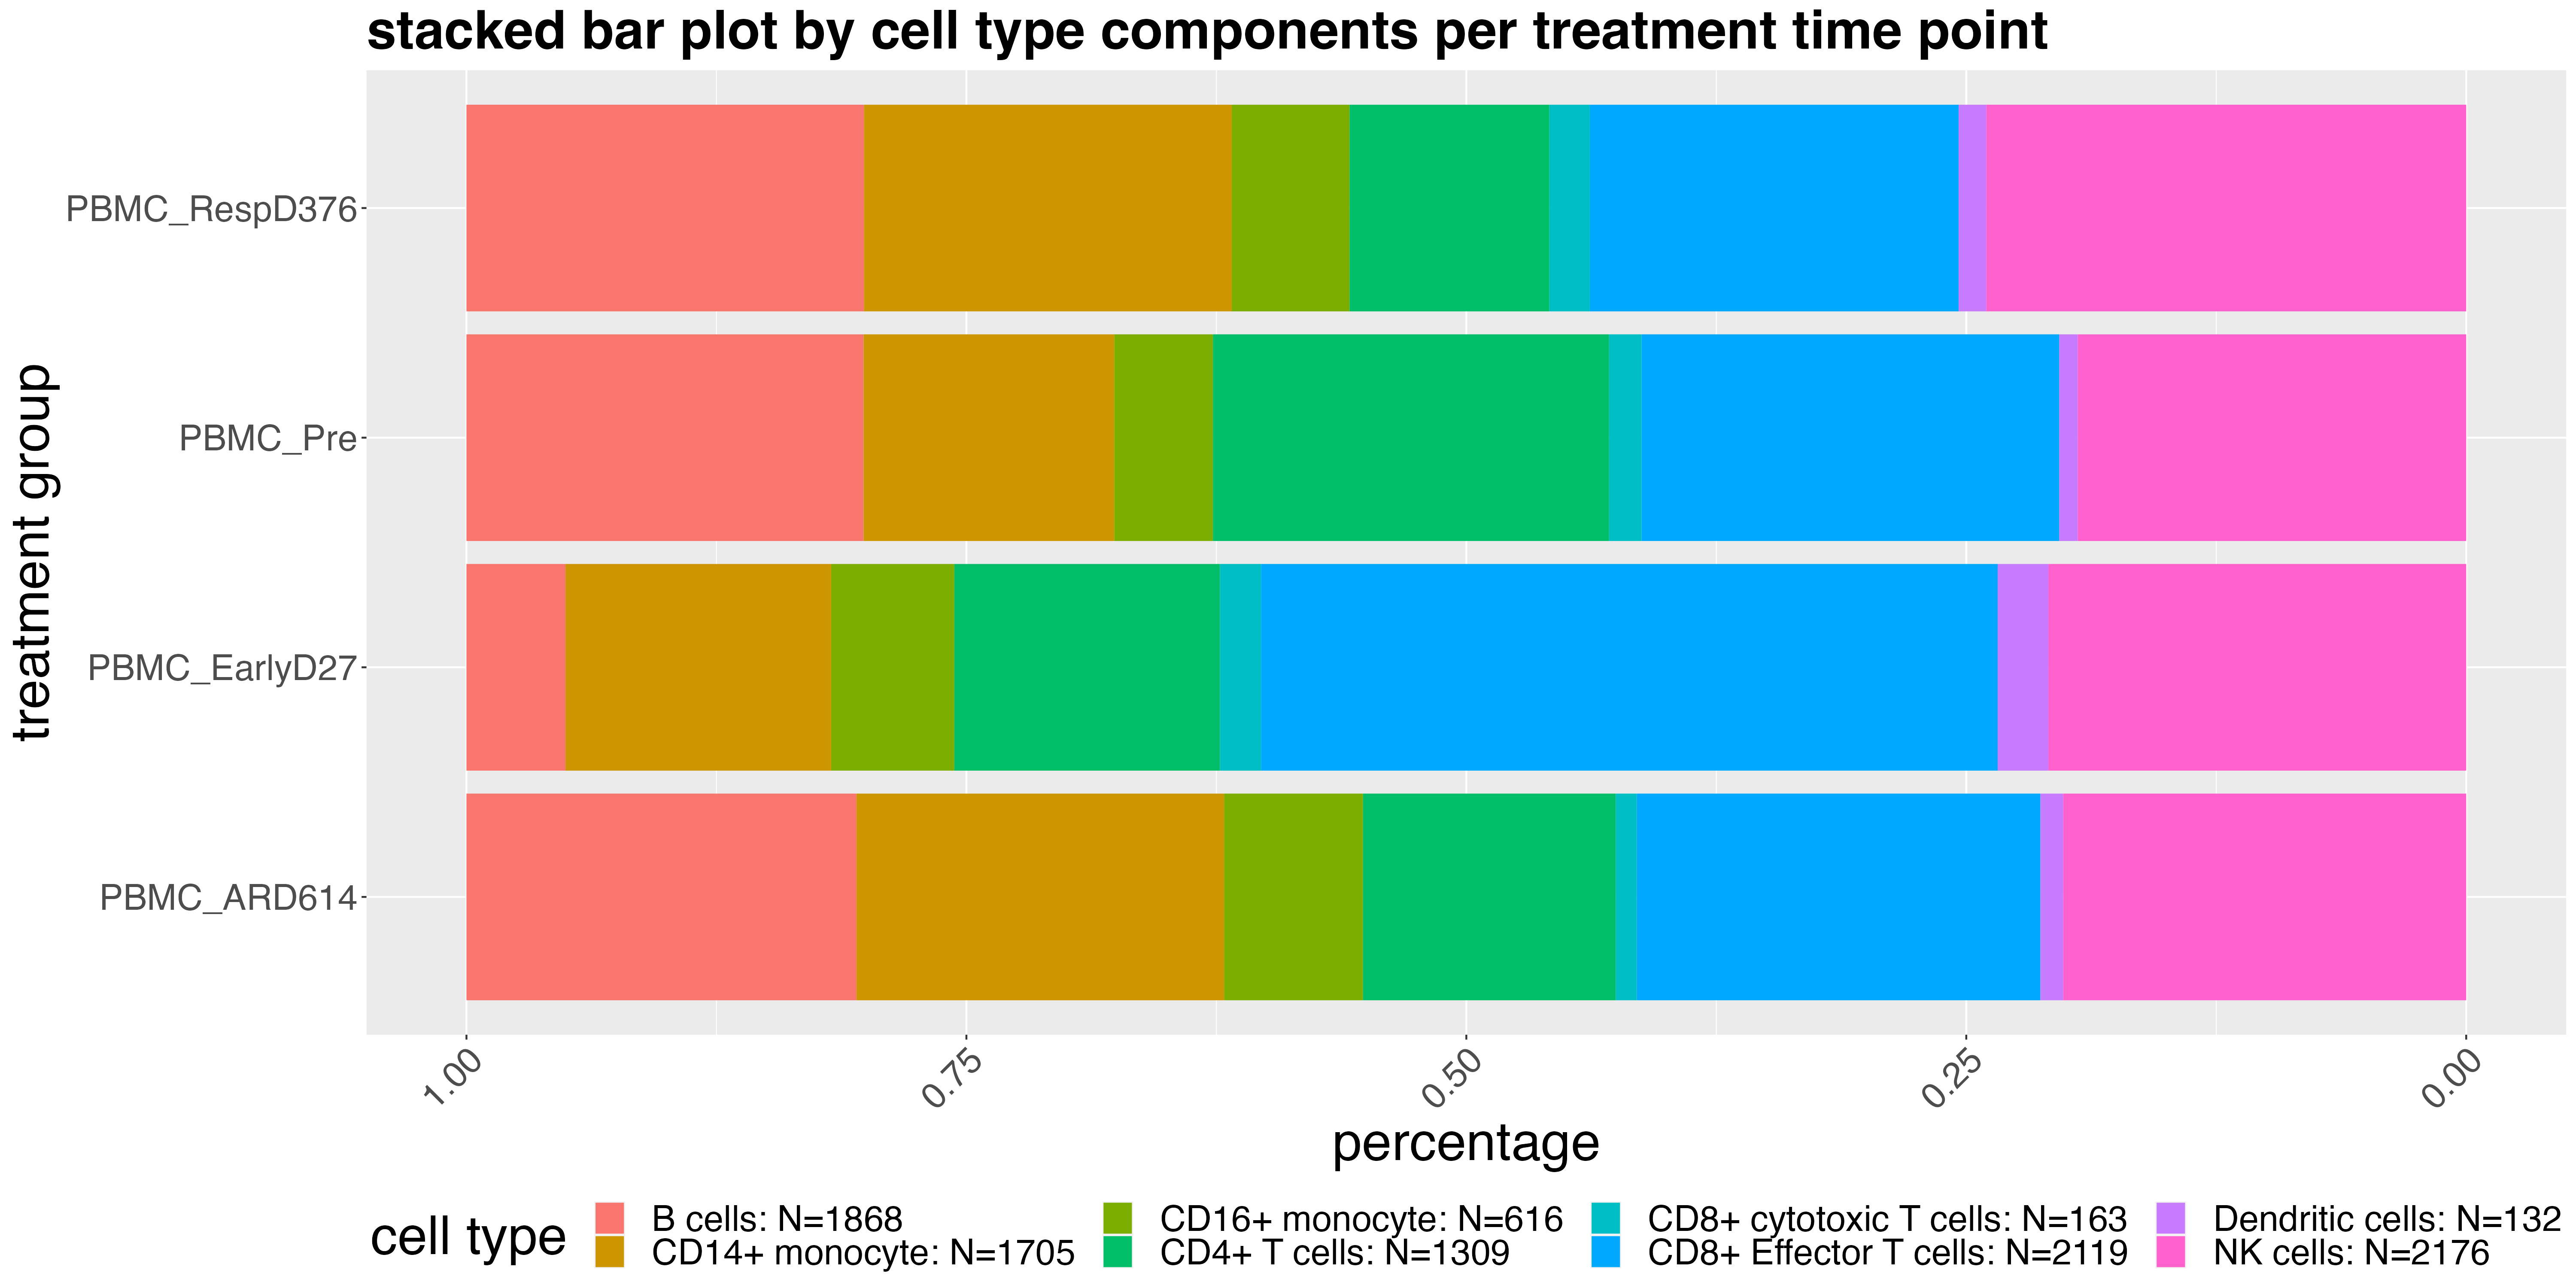 stacked bar plot by cell type components per treatment time point
treatment group
PBMC_RespD376
PBMC_Pre
PBMC_EarlyD27
PBMC_ARD614
1.00 0.75 0.50 0.25 0.00
percentage
cell type
B cells: N=1868 CD16+ monocyte: N=616 CD8+ cytotoxic T cells: N=163 Dendritic cells: N=132
CD14+ monocyte: N=1705 CD4+ T cells: N=1309 CD8+ Effector T cells: N=2119 NK cells: N=2176